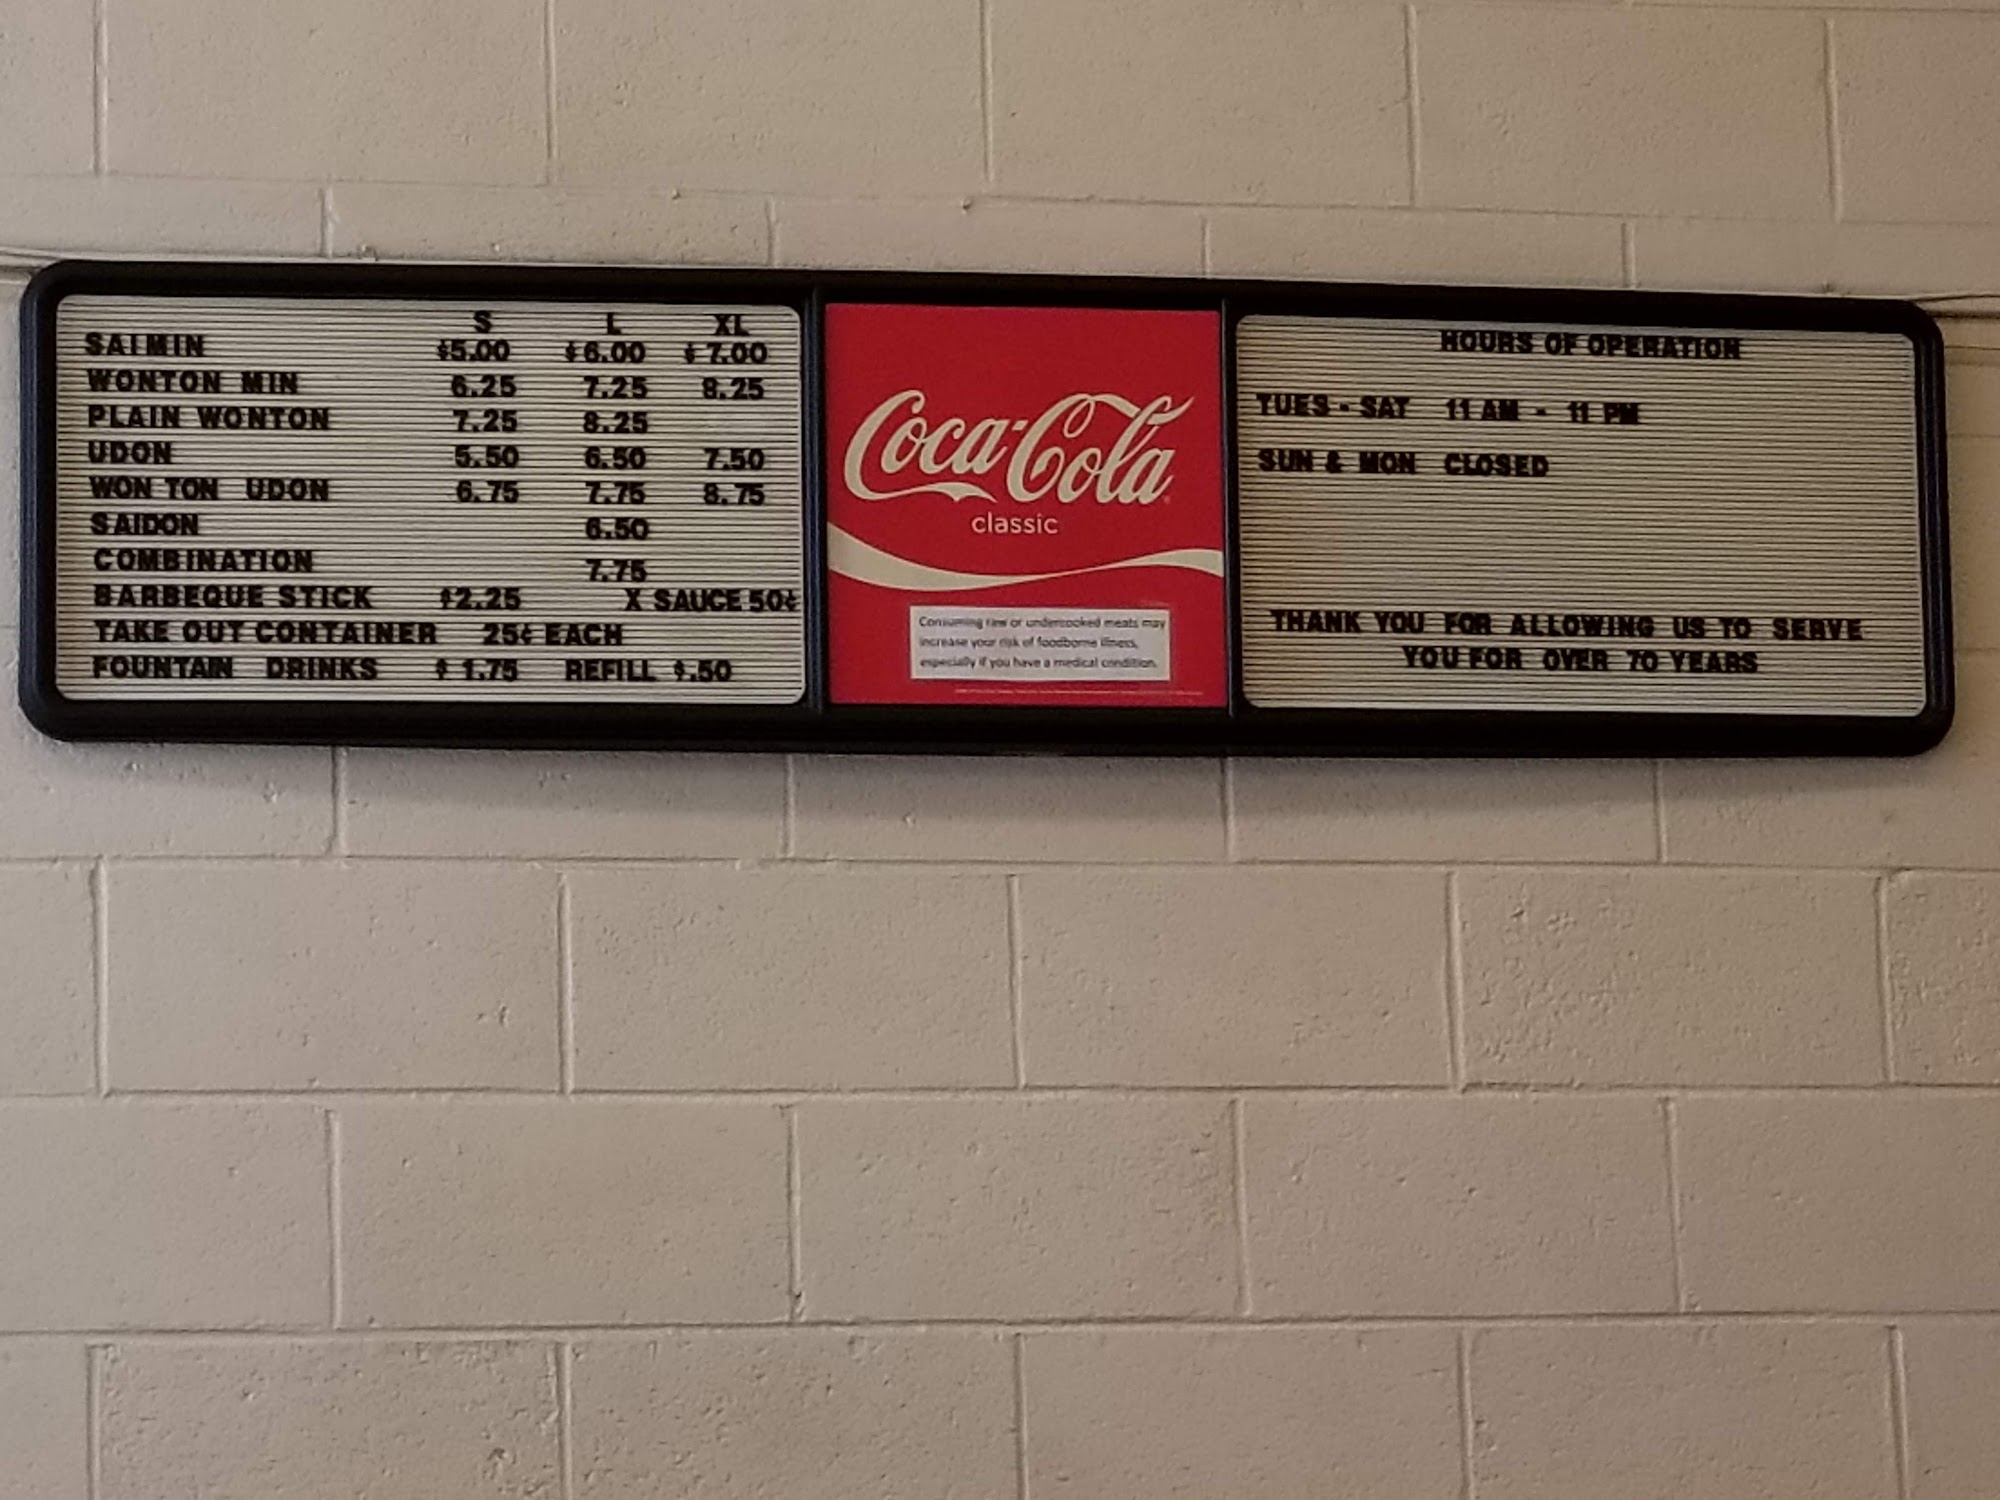 S L XL
SAIMIN $5.00 $6.00 $7.00
WONTON MIN 6.25 7.25 8.25
PLAIN WONTON 7.25 8.25
UDON 5.50 6.50 7.50
WON TON UDON 6.75 7.75 8.75
SAIDON 6.50
COMBINATION 7.75
BARBEQUE STICK $2.25 X SAUCE 50¢
TAKE OUT CONTAINER 25¢ EACH
FOUNTAIN DRINKS $1.75 REFILL $.50
Coca-Cola
classic
Consuming raw or undercooked meats may
increase your risk of foodborne illness,
especially if you have a medical condition.
HOURS OF OPERATION
TUES - SAT 11 AM - 11 PM
SUN & MON CLOSED
THANK YOU FOR ALLOWING US TO SERVE
YOU FOR OVER 70 YEARS